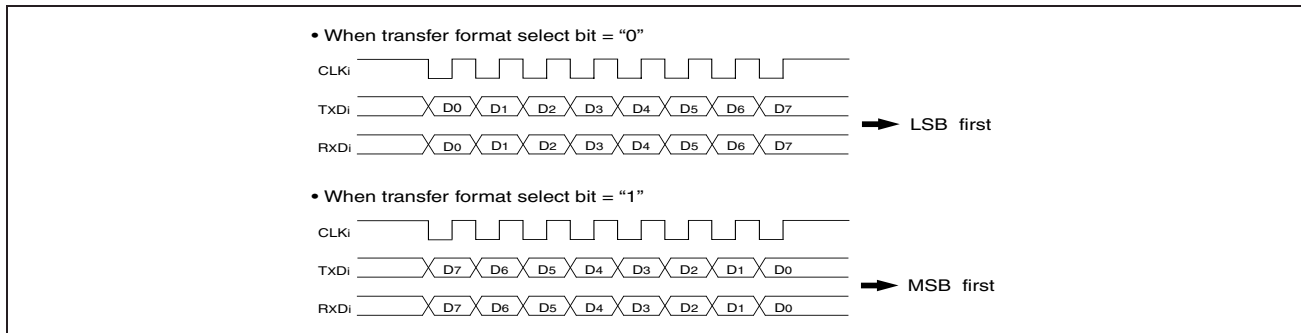 • When transfer format select bit = “0”
CLKi
TxDi D0 D1 D2 D3 D4 D5 D6 D7
LSB first
RxDi D0 D1 D2 D3 D4 D5 D6 D7
• When transfer format select bit = “1”
CLKi
TxDi D7 D6 D5 D4 D3 D2 D1 D0
MSB first
RxDi D7 D6 D5 D4 D3 D2 D1 D0